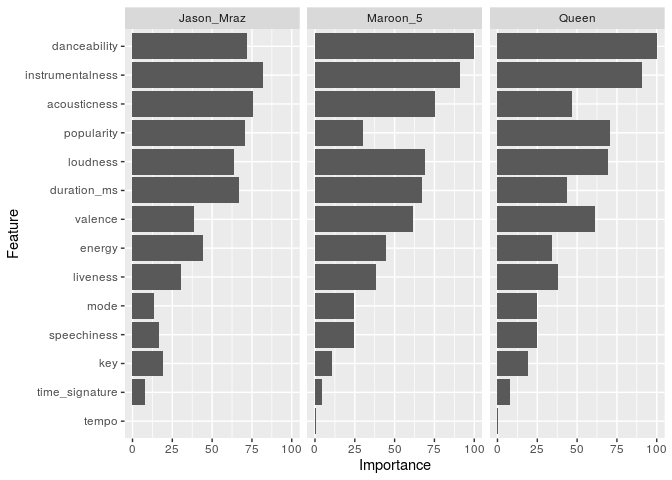 Jason_Mraz Maroon_5 Queen
Feature
danceability
instrumentalness
acousticness
popularity
loudness
duration_ms
valence
energy
liveness
mode
speechiness
key
time_signature
tempo
0 25 50 75 100 0 25 50 75 100 0 25 50 75 100
Importance